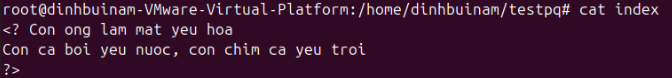 root@dinhbuinam-VMware-Virtual-Platform:/home/dinhbuinam/testpq# cat index
<? Con ong lam mat yeu hoa
Con ca boi yeu nuoc, con chim ca yeu troi
?>